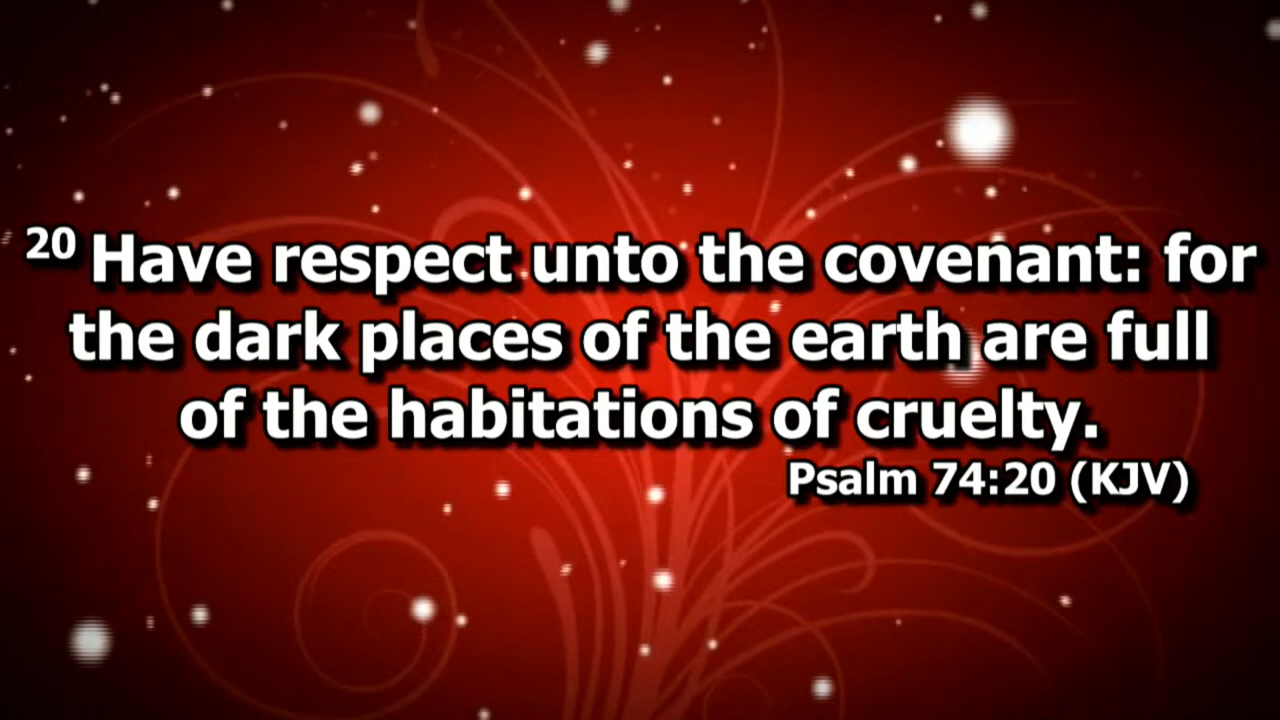 20 Have respect unto the covenant: for
the dark places of the earth are full
of the habitations of cruelty.
Psalm 74:20 (KJV)